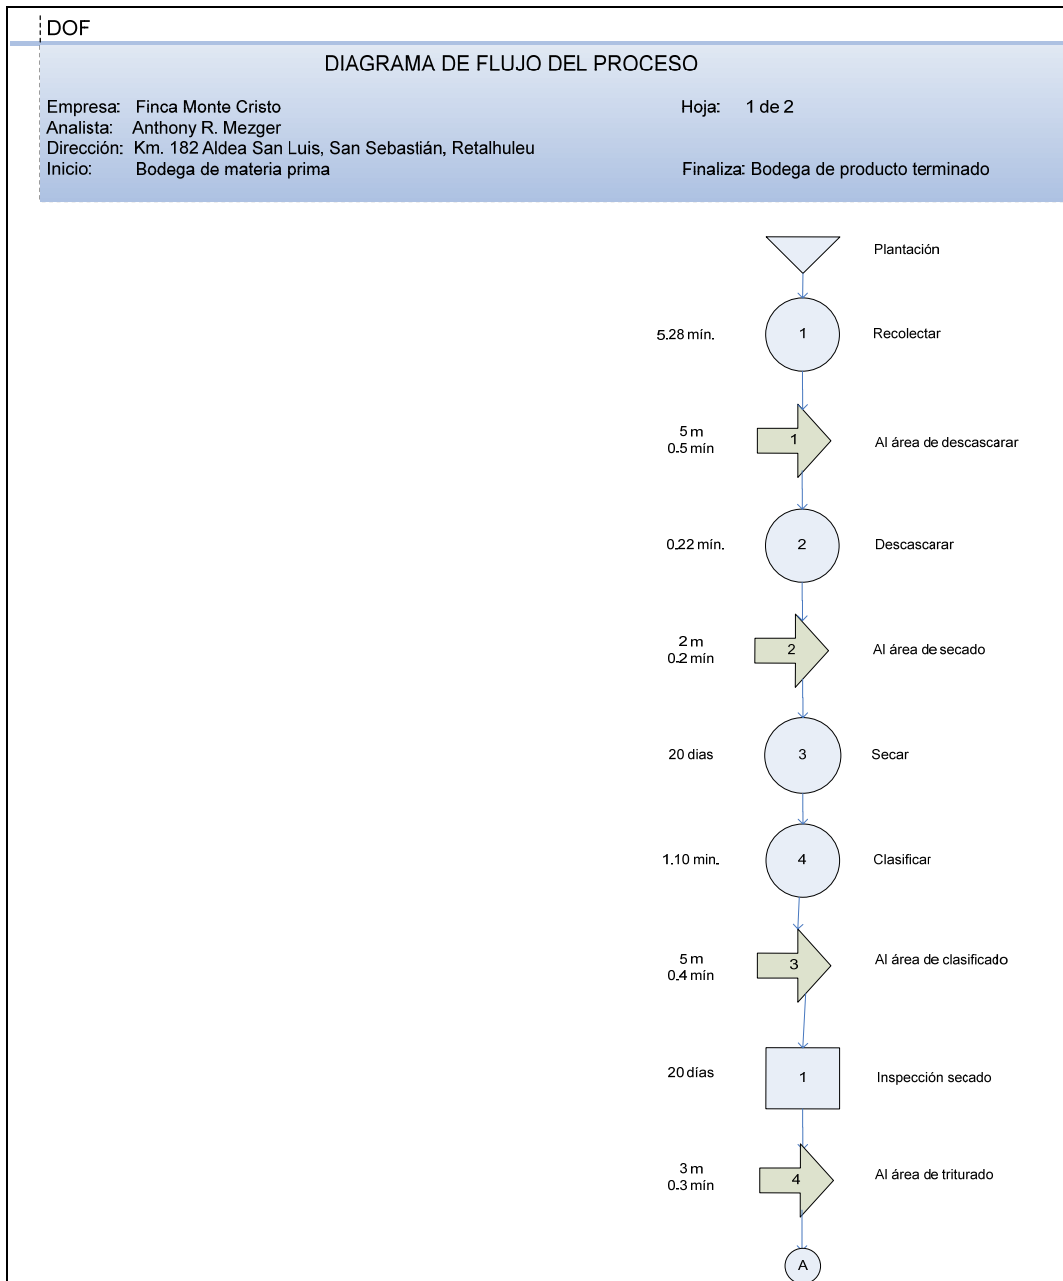 DOF
DIAGRAMA DE FLUJO DEL PROCESO
Empresa: Finca Monte Cristo Hoja: 1 de 2
Analista: Anthony R. Mezger
Dirección: Km. 182 Aldea San Luis, San Sebastián, Retalhuleu
Inicio: Bodega de materia prima Finaliza: Bodega de producto terminado
Plantación
5.28 mín. 1 Recolectar
5 m
0.5 mín 1 Al área de descascarar
0.22 mín. 2 Descascarar
2 m
0.2 mín 2 Al área de secado
20 dias 3 Secar
1.10 min. 4 Clasificar
5 m
0.4 mín 3 Al área de clasificado
20 días 1 Inspección secado
3 m
0.3 mín 4 Al área de triturado
A